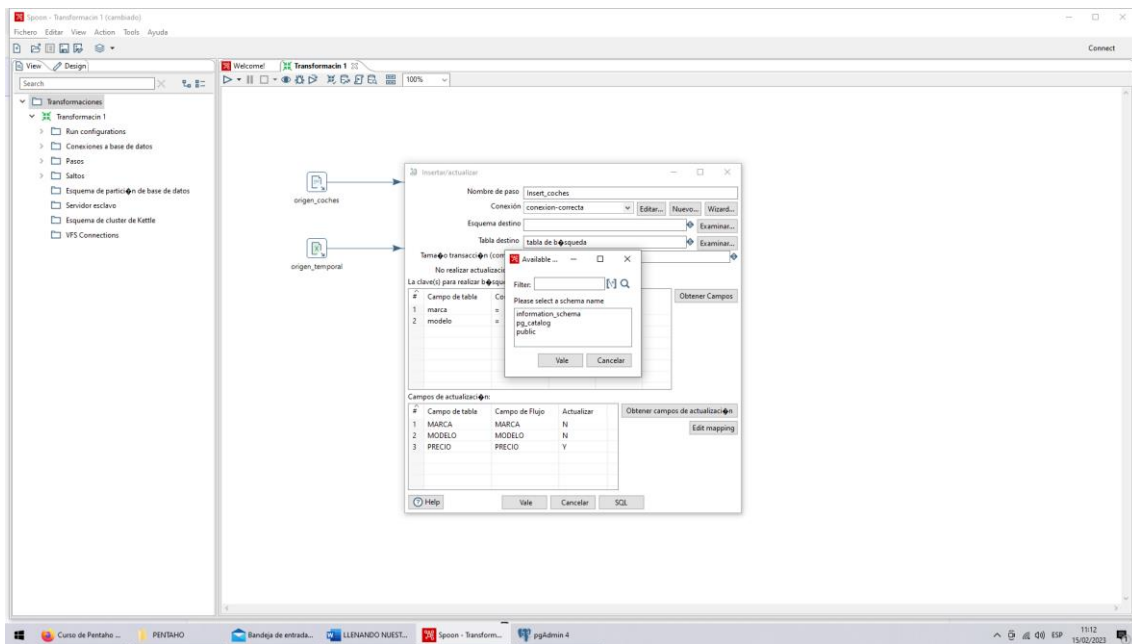 Spoon - Transformacin 1 (cambiado)
Fichero Editar View Action Tools Ayuda
Connect
View Design
Welcome! Transformacin 1
Search
100%
Transformaciones
Transformacin 1
Run configurations
Conexiones a base de datos
Pasos
Saltos
Esquema de partici�n de base de datos
Servidor esclavo
Esquema de cluster de Kettle
VFS Connections
origen_coches
origen_temporal
Insertar/actualizar
Nombre de paso Insert_coches
Conexión conexion-correcta Editar... Nuevo... Wizard...
Esquema destino Examinar...
Tabla destino tabla de b�squeda Examinar...
Tama�o transacci�n (com
No realizar actualizacio
La clave(s) para realizar b�squ
# Campo de table Co
Obtener Campos
1 marca =
2 modelo =
Available ...
Filter:
Please select a schema name
information_schema
pg_catalog
public
Vale Cancelar
Campos de actualizaci�n:
# Campo de table Campo de Flujo Actualizar
1 MARCA MARCA N
2 MODELO MODELO N
3 PRECIO PRECIO Y
Obtener campos de actualizaci�n
Edit mapping
Help Vale Cancelar SQL
Curso de Pentaho ... PENTAHO Bandeja de entrada... LLENANDO NUEST... Spoon - Transform... pgAdmin 4
ESP 11:12
15/02/2023